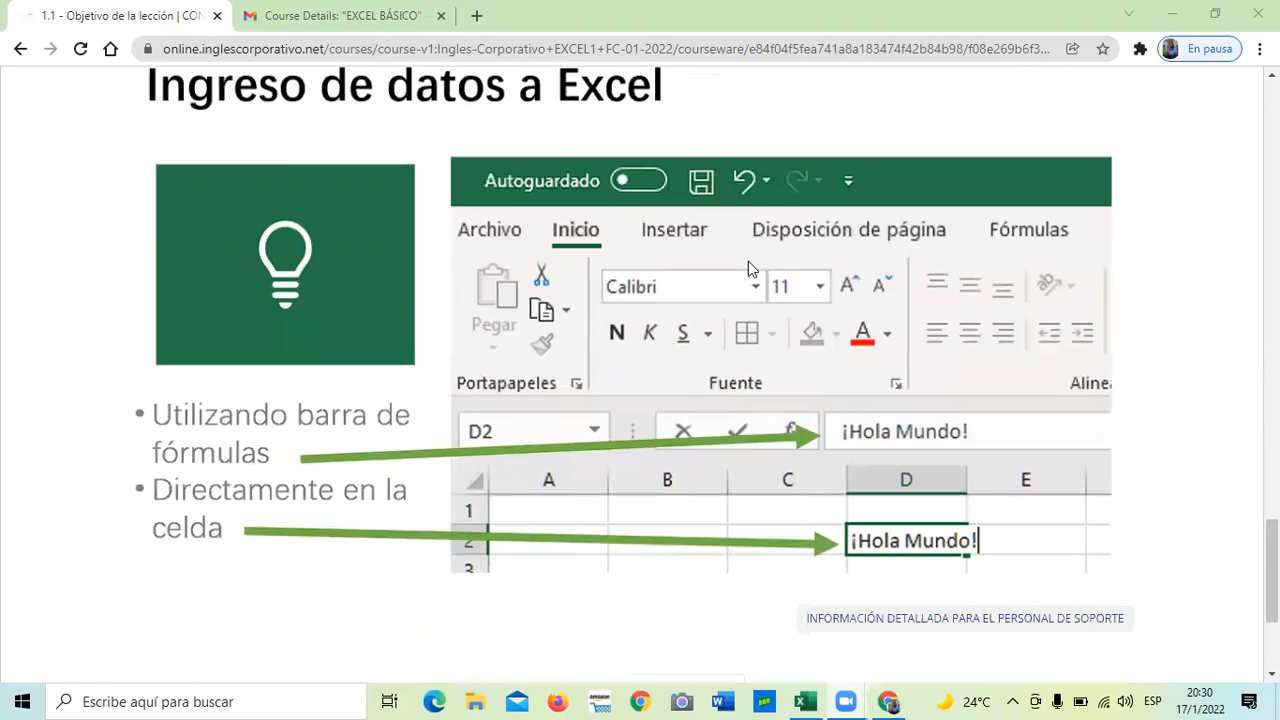 1.1 - Objetivo de la lección | CON
Course Details: "EXCEL BÁSICO" -
online.inglescorporativo.net/courses/course-v1:Ingles-Corporativo+EXCEL1+FC-01-2022/courseware/e84f04f5fea741a8a183474f42b84b98/f08e269b6f3...
En pausa
Ingreso de datos a Excel
Autoguardado
Archivo Inicio Insertar Disposición de página Fórmulas
Calibri 11
Pegar
N K S A
Portapapeles Fuente Alinea
D2 ¡Hola Mundo!
A B C D E
1
2 ¡Hola Mundo!
3
• Utilizando barra de
fórmulas
• Directamente en la
celda
INFORMACIÓN DETALLADA PARA EL PERSONAL DE SOPORTE
Escribe aquí para buscar
24°C
ESP
20:30
17/1/2022